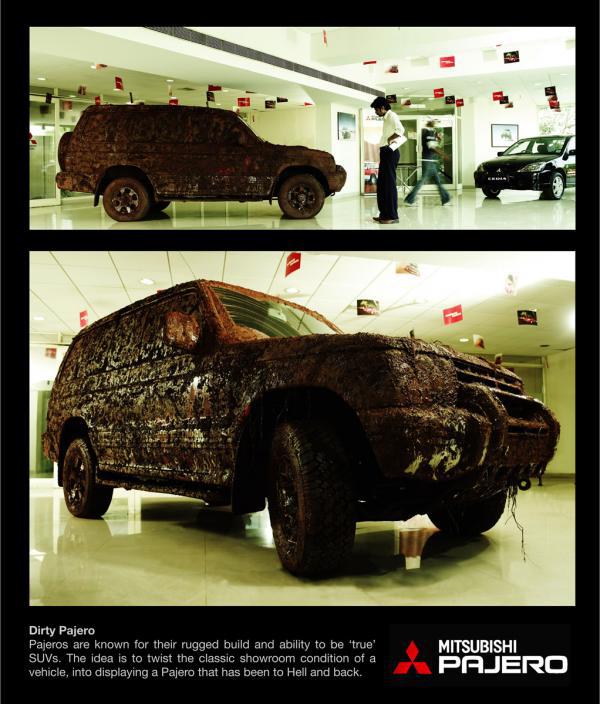 CEDIA
Dirty Pajero
Pajeros are known for their rugged build and ability to be ‘true’
SUVs. The idea is to twist the classic showroom condition of a
vehicle, into displaying a Pajero that has been to Hell and back.
MITSUBISHI
PAJERO